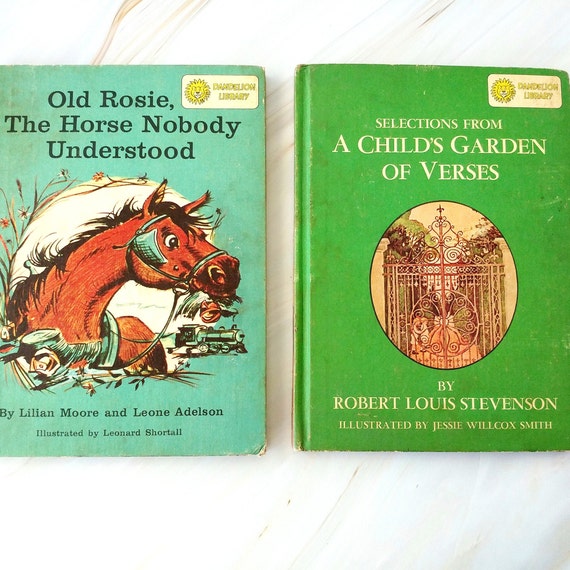 DANDELION
LIBRARY
Old Rosie,
The Horse Nobody
Understood
By Lilian Moore and Leone Adelson
Illustrated by Leonard Shortall
DANDELION
LIBRARY
SELECTIONS FROM
A CHILD'S GARDEN
OF VERSES
BY
ROBERT LOUIS STEVENSON
ILLUSTRATED BY JESSIE WILLCOX SMITH